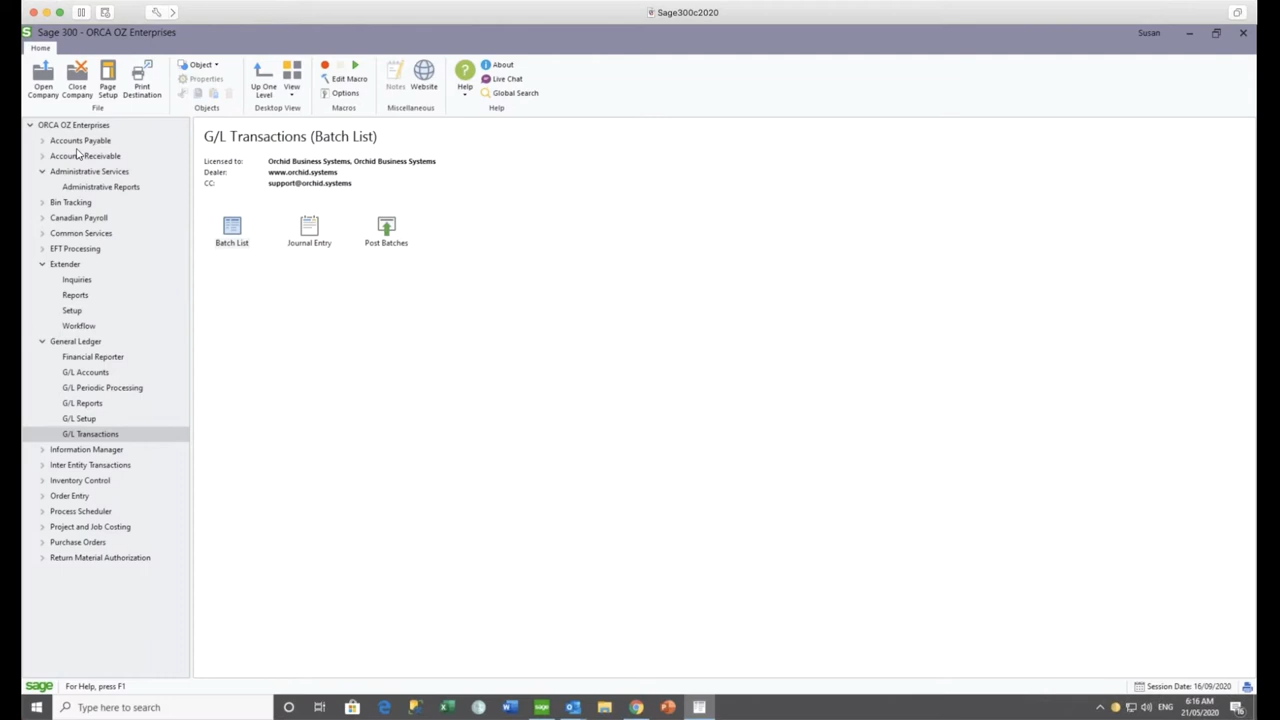 Sage300c2020
Sage 300 - ORCA OZ Enterprises
Susan
Home
Open Company
Close Company
Page Setup
Print Destination
File
Object
Properties
Objects
Up One Level
View
Desktop View
Edit Macro
Options
Macros
Notes
Website
Miscellaneous
Help
About
Live Chat
Global Search
Help
ORCA OZ Enterprises
Accounts Payable
Accounts Receivable
Administrative Services
Administrative Reports
Bin Tracking
Canadian Payroll
Common Services
EFT Processing
Extender
Inquiries
Reports
Setup
Workflow
General Ledger
Financial Reporter
G/L Accounts
G/L Periodic Processing
G/L Reports
G/L Setup
G/L Transactions
Information Manager
Inter Entity Transactions
Inventory Control
Order Entry
Process Scheduler
Project and Job Costing
Purchase Orders
Return Material Authorization
G/L Transactions (Batch List)
Licensed to: Orchid Business Systems, Orchid Business Systems
Dealer: www.orchid.systems
CC: support@orchid.systems
Batch List
Journal Entry
Post Batches
sage For Help, press F1
Session Date: 16/09/2020
Type here to search
ENG
6:16 AM
21/05/2020